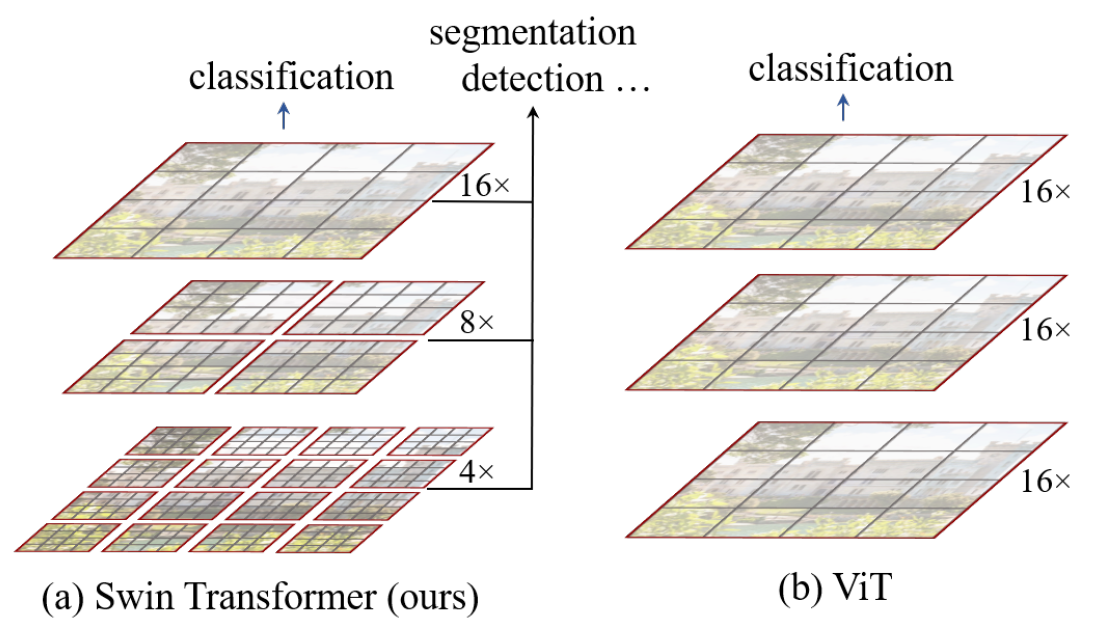 segmentation
detection …
classification
16×
8×
4×
(a) Swin Transformer (ours)
classification
16×
16×
16×
(b) ViT